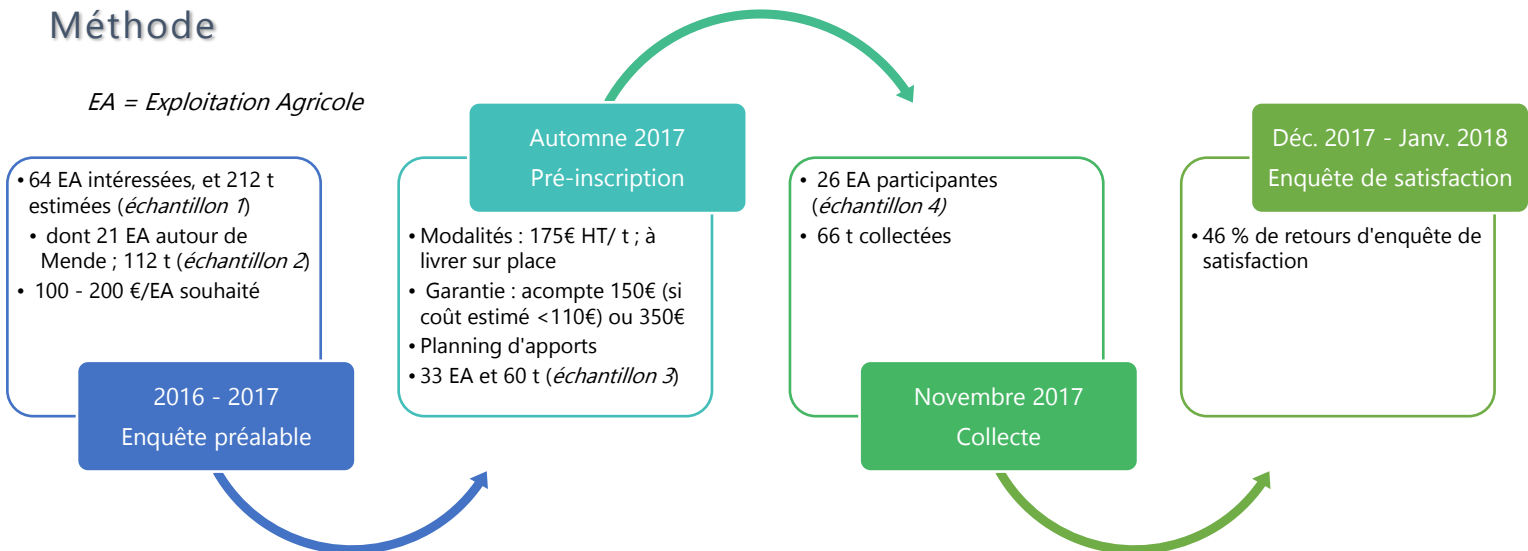 Méthode
EA = Exploitation Agricole
• 64 EA intéressées, et 212 t
estimées (échantillon 1)
• dont 21 EA autour de
Mende ; 112 t (échantillon 2)
• 100 - 200 €/EA souhaité
2016 - 2017
Enquête préalable
Automne 2017
Pré-inscription
• Modalités : 175€ HT/ t ; à
livrer sur place
• Garantie : acompte 150€ (si
coût estimé <110€) ou 350€
• Planning d'apports
• 33 EA et 60 t (échantillon 3)
• 26 EA participantes
(échantillon 4)
• 66 t collectées
Novembre 2017
Collecte
Déc. 2017 - Janv. 2018
Enquête de satisfaction
• 46 % de retours d'enquête de
satisfaction